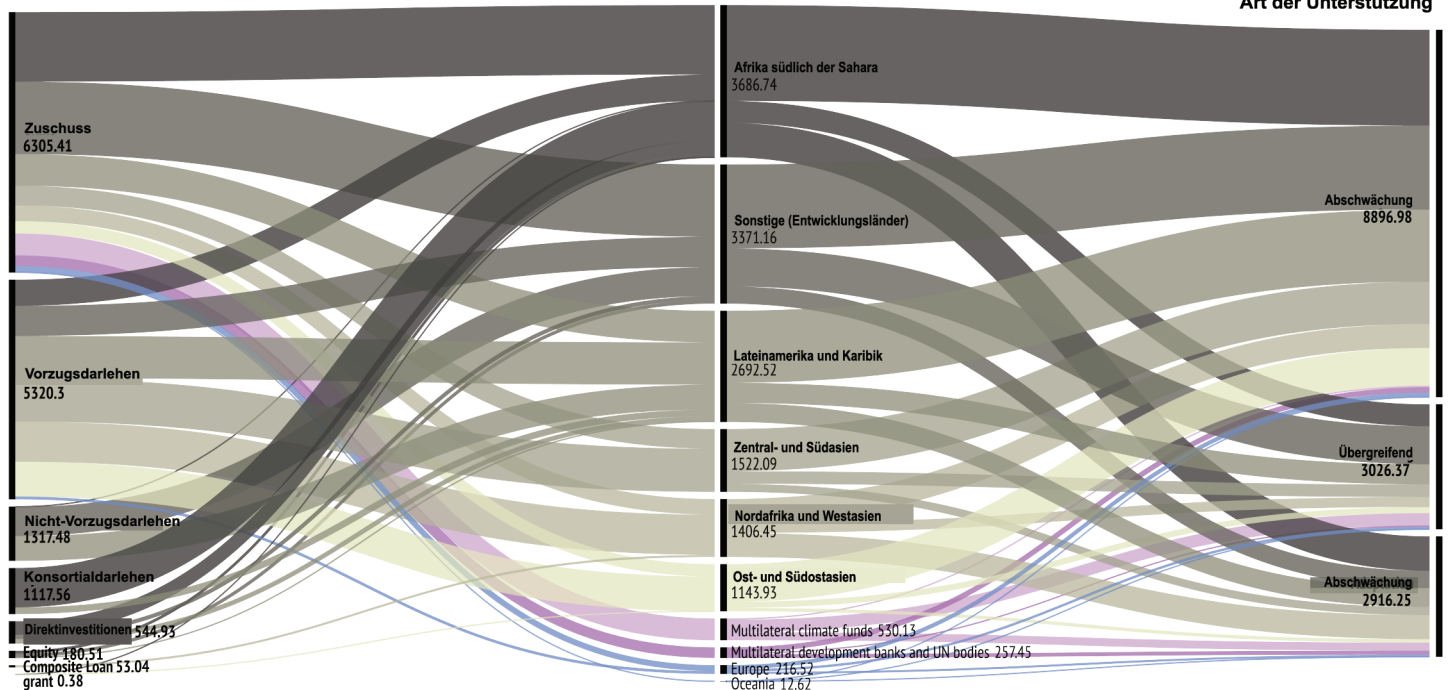 Art der Unterstützung
Zuschuss
6305.41
Vorzugsdarlehen
5320.3
Nicht-Vorzugsdarlehen
1317.48
Konsortialdarlehen
1117.56
Direktinvestitionen 544.93
Equity 180.51
Composite Loan 53.04
grant 0.38
Afrika südlich der Sahara
3686.74
Sonstige (Entwicklungsländer)
3371.16
Lateinamerika und Karibik
2692.52
Zentral- und Südasien
1522.09
Nordafrika und Westasien
1406.45
Ost- und Südostasien
1143.93
Multilateral climate funds 530.13
Multilateral development banks and UN bodies 257.45
Europe 216.52
Oceania 12.62
Abschwächung
8896.98
Übergreifend
3026.37
Abschwächung
2916.25